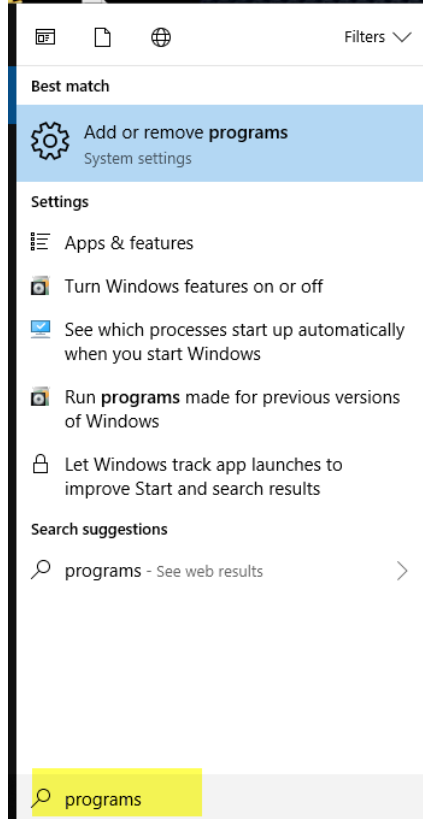 Filters
Best match
Add or remove programs
System settings
Settings
Apps & features
Turn Windows features on or off
See which processes start up automatically
when you start Windows
Run programs made for previous versions
of Windows
Let Windows track app launches to
improve Start and search results
Search suggestions
programs - See web results
programs